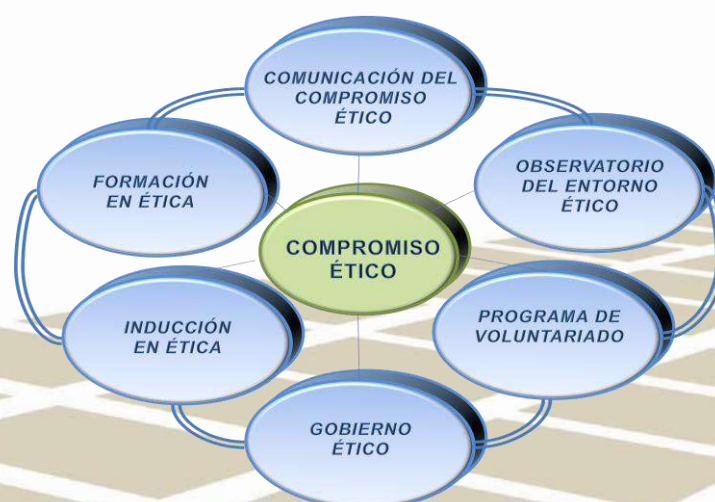 COMUNICACIÓN DEL
COMPROMISO
ÉTICO
OBSERVATORIO
DEL ENTORNO
ÉTICO
FORMACIÓN
EN ÉTICA
COMPROMISO
ÉTICO
PROGRAMA DE
VOLUNTARIADO
INDUCCIÓN
EN ÉTICA
GOBIERNO
ÉTICO